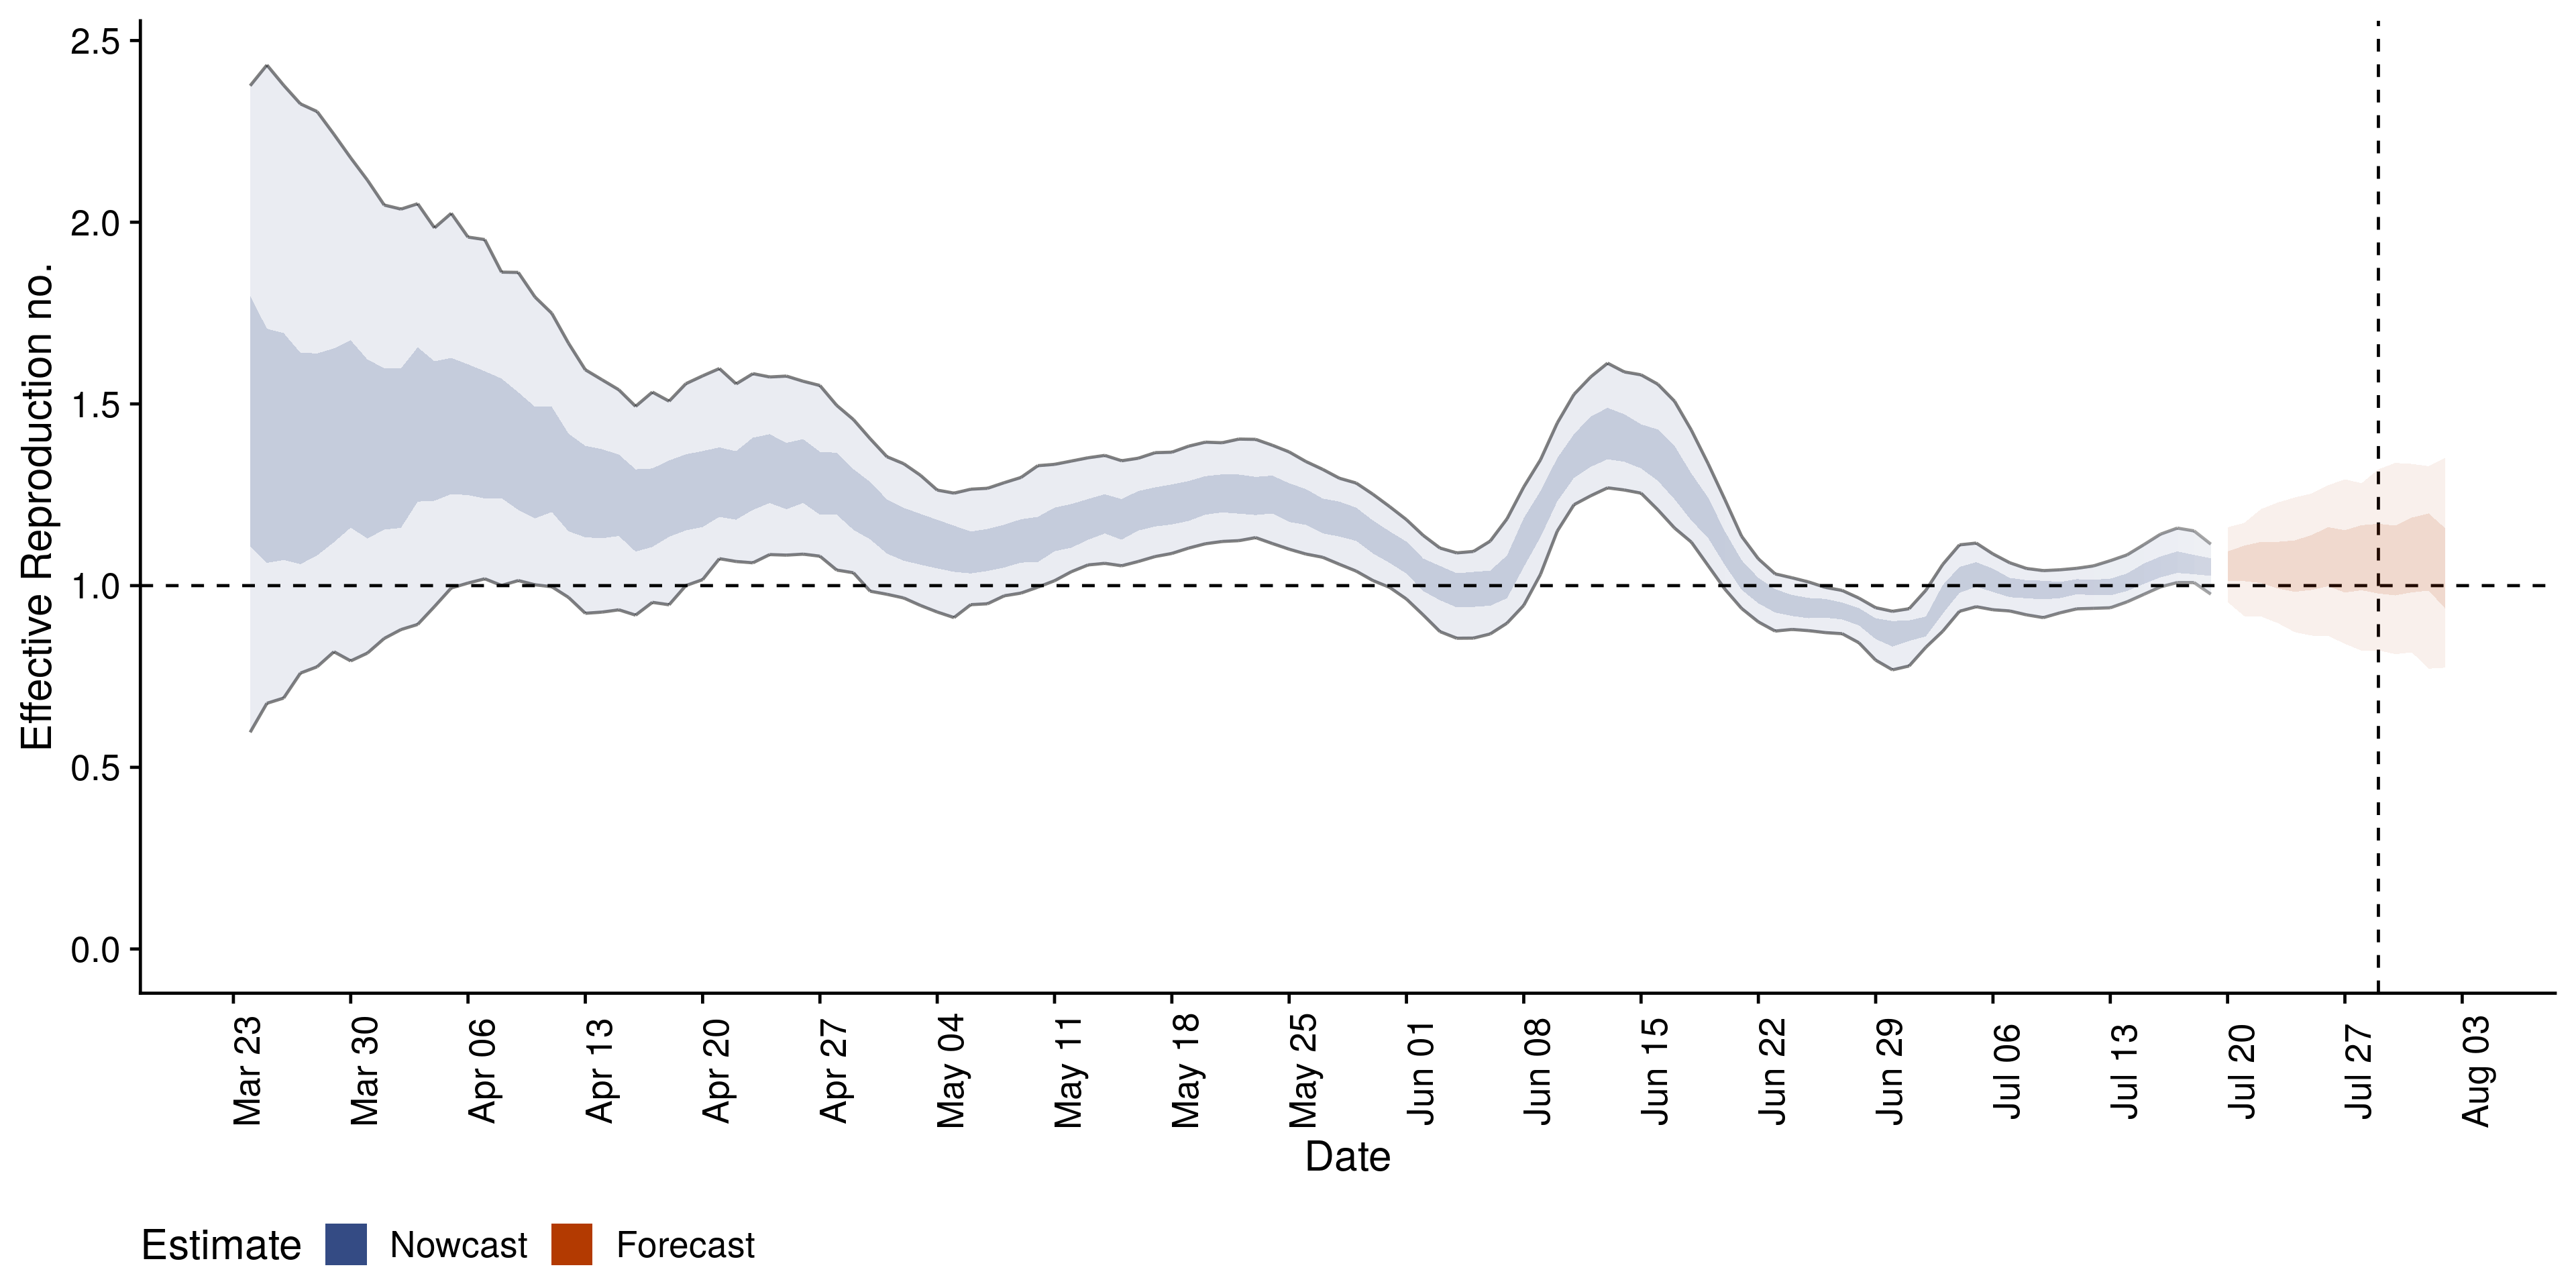 Effective Reproduction no.
2.5
2.0
1.5
1.0
0.5
0.0
Mar 23
Mar 30
Apr 06
Apr 13
Apr 20
Apr 27
May 04
May 11
May 18
May 25
Jun 01
Jun 08
Jun 15
Jun 22
Jun 29
Jul 06
Jul 13
Jul 20
Jul 27
Aug 03
Date
Estimate Nowcast Forecast